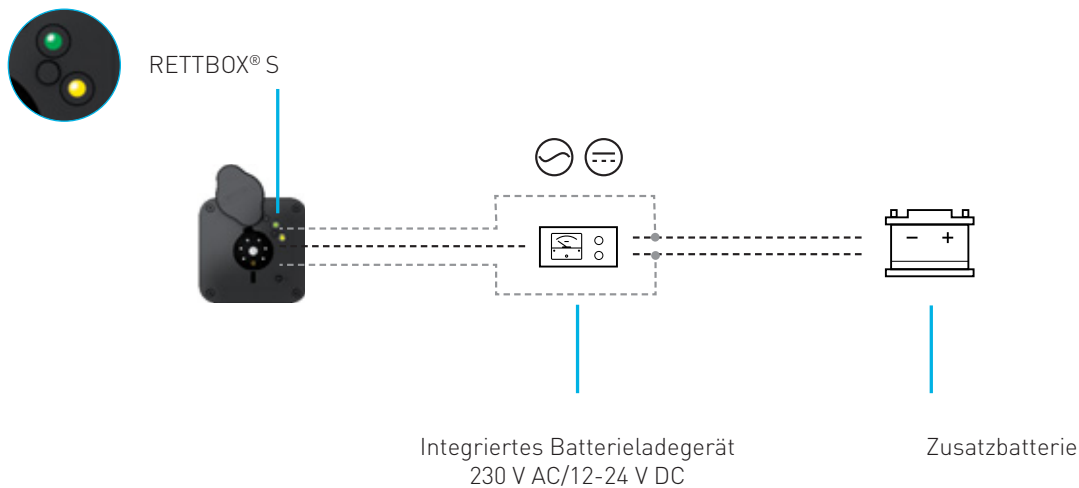 RETTBOX® S
Integriertes Batterieladegerät
230 V AC/12-24 V DC
Zusatzbatterie